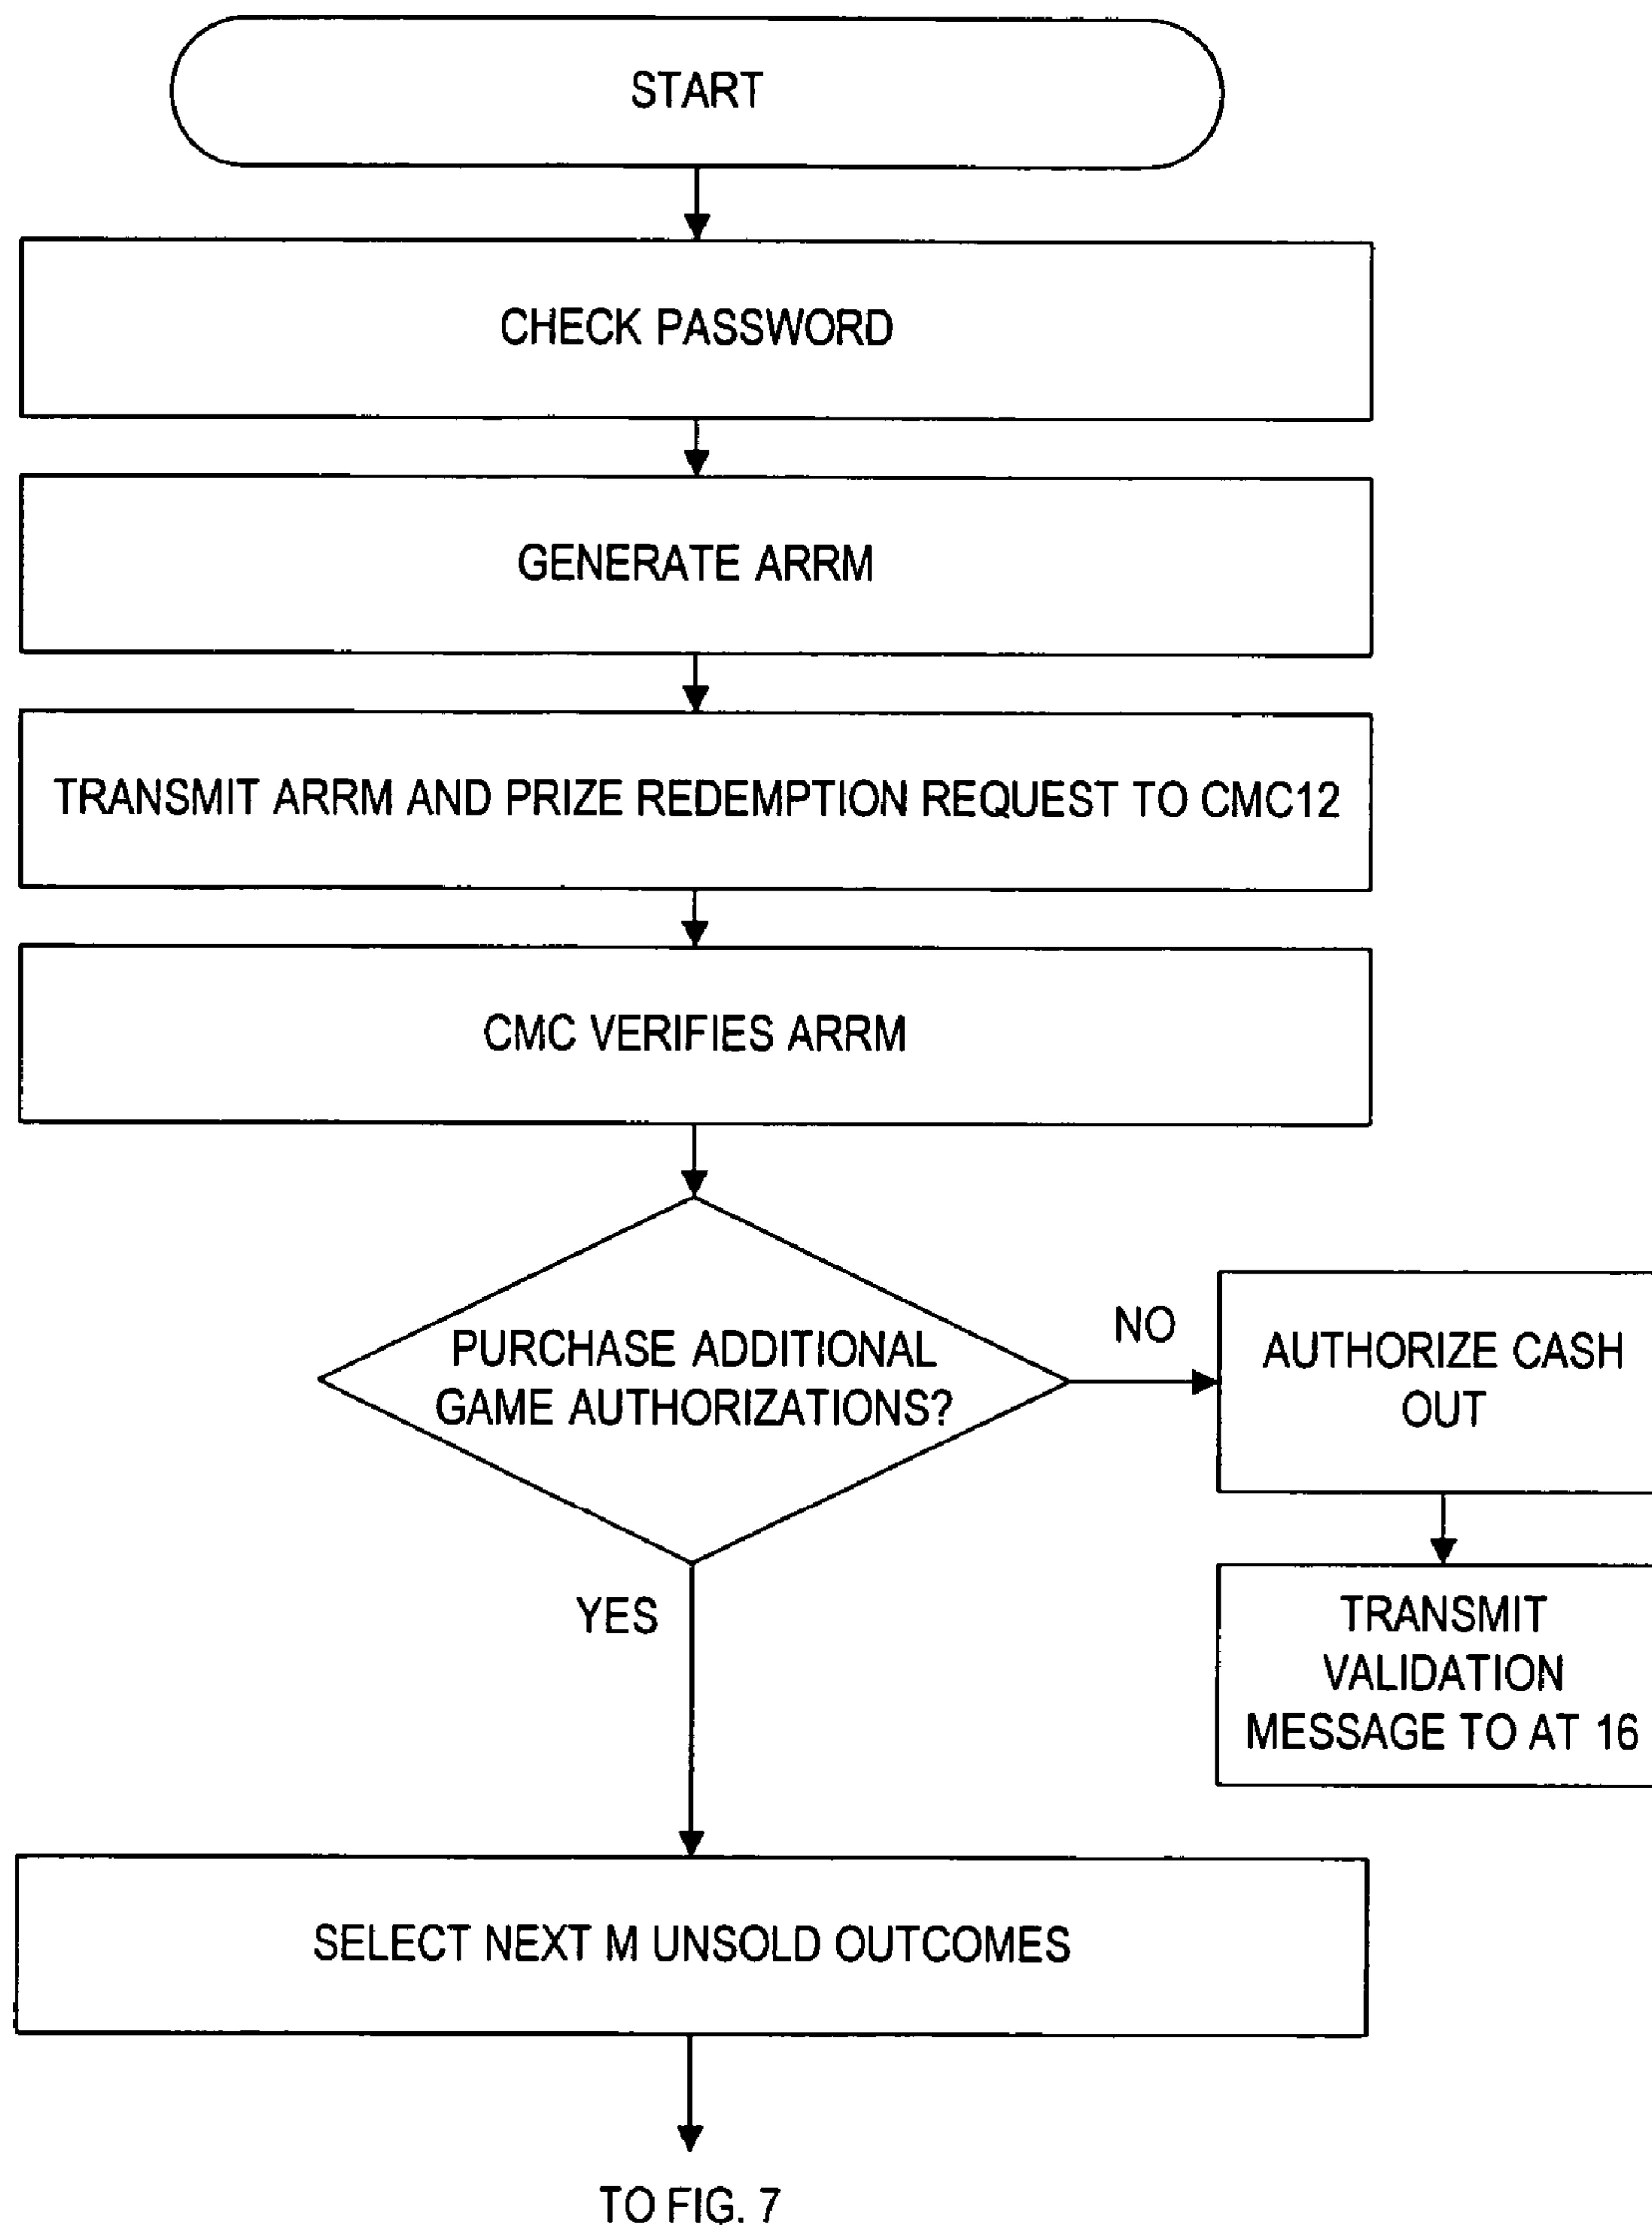 START
CHECK PASSWORD
GENERATE ARRM
TRANSMIT ARRM AND PRIZE REDEMPTION REQUEST TO CMC12
CMC VERIFIES ARRM
PURCHASE ADDITIONAL
GAME AUTHORIZATIONS?
NO
AUTHORIZE CASH
OUT
TRANSMIT
VALIDATION
MESSAGE TO AT 16
YES
SELECT NEXT M UNSOLD OUTCOMES
TO FIG. 7